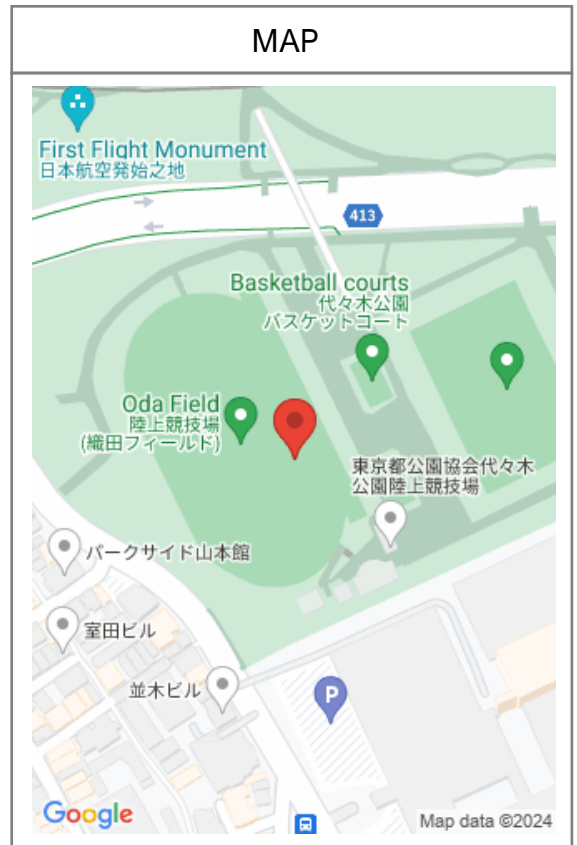 MAP
First Flight Monument
日本航空発始之地
413
Basketball courts
代々木公園
バスケットコート
Oda Field
陸上競技場
(織田フィールド)
東京都公園協会代々木
公園陸上競技場
パークサイド山本館
室田ビル
並木ビル
P
Google
Map data ©2024